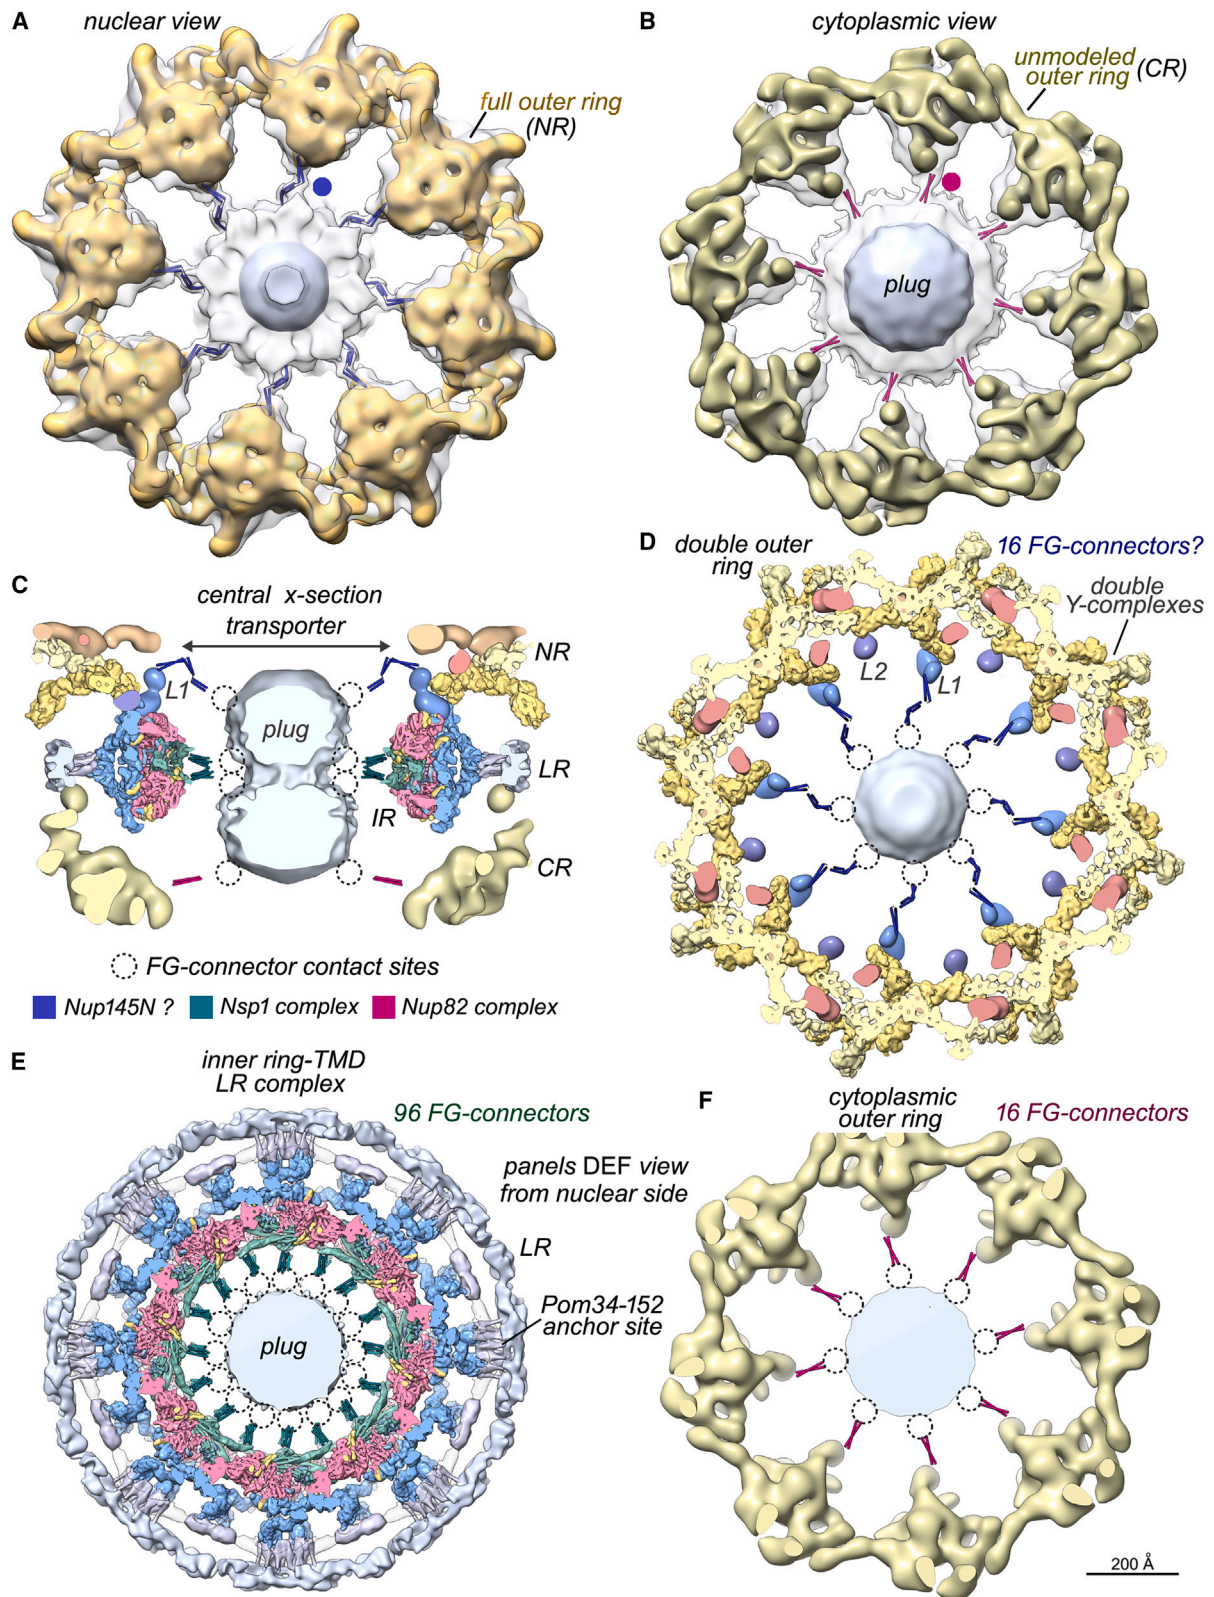 A
nuclear view
full outer ring
(NR)
B
cytoplasmic view
unmodeled
outer ring (CR)
plug
C
central x-section
transporter
NR
L1
plug
LR
IR
CR
FG-connector contact sites
Nup145N ?
Nsp1 complex
Nup82 complex
D
double outer
ring
16 FG-connectors?
double
Y-complexes
L2
L1
E
inner ring-TMD
LR complex
96 FG-connectors
panels DEF view
from nuclear side
LR
Pom34-152
anchor site
plug
F
cytoplasmic
outer ring
16 FG-connectors
200 Å